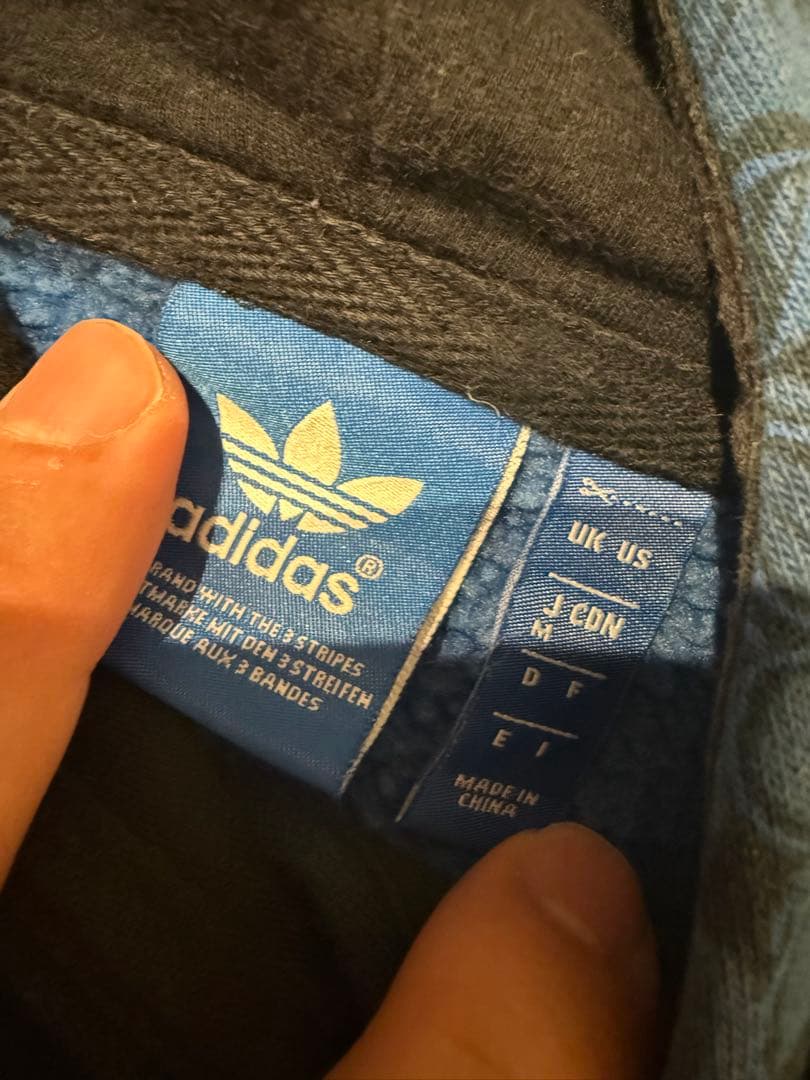 adidas®
BRAND WITH THE 3 STRIPES
MARKE MIT DEN 3 STREIFEN
MARQUE AUX 3 BANDES
UK US
J CDN
M
D F
E I
MADE IN
CHINA